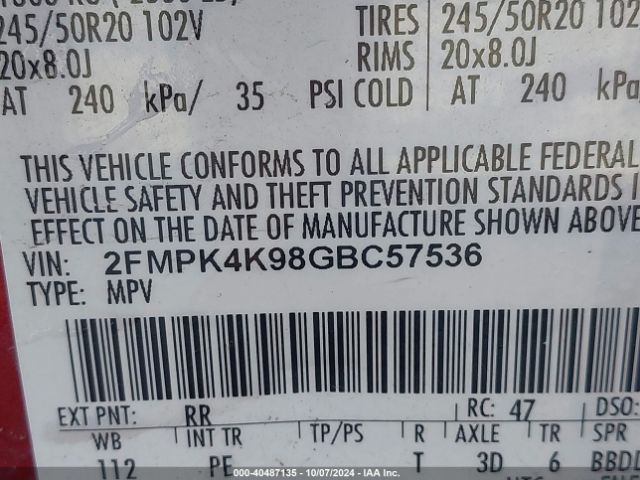 245/50R20 102V TIRES 245/50R20 102
20x8.0J RIMS 20x8.0J
AT 240 kPa/ 35 PSI COLD AT 240 kPa
THIS VEHICLE CONFORMS TO ALL APPLICABLE FEDERAL
VEHICLE SAFETY AND THEFT PREVENTION STANDARDS I
EFFECT ON THE DATE OF MANUFACTURE SHOWN ABOVE
VIN: 2FMPK4K98GBC57536
TYPE: MPV
EXT PNT: RR RC: 47 DSO:
WB INT TR TP/PS R AXLE TR SPR
112 PE T 3D 6 BBDD
000-40487135 - 10/07/2024 - IAA Inc.